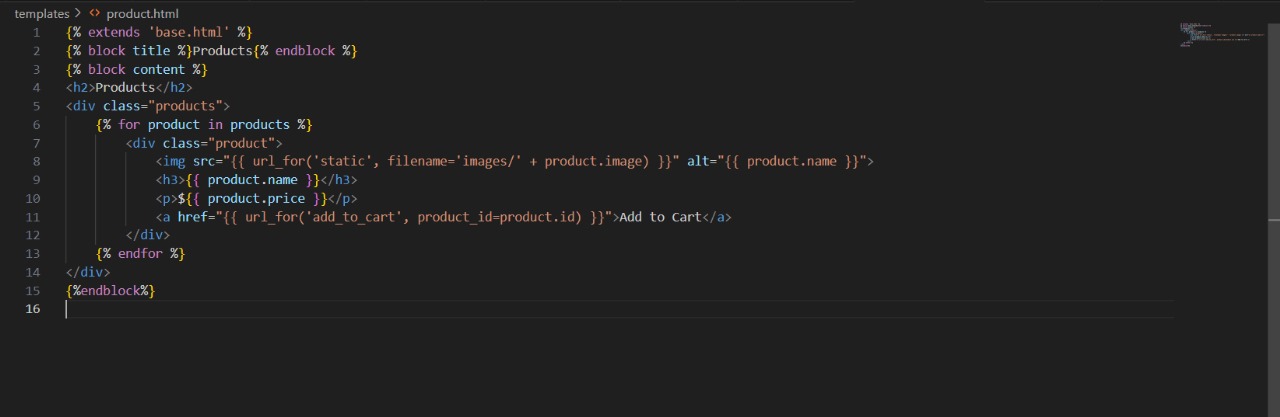 templates > <> product.html
1 {% extends 'base.html' %}
2 {% block title %}Products{% endblock %}
3 {% block content %}
4 <h2>Products</h2>
5 <div class="products">
6     {% for product in products %}
7         <div class="product">
8             <img src="{{ url_for('static', filename='images/' + product.image) }}" alt="{{ product.name }}">
9             <h3>{{ product.name }}</h3>
10             <p>${{ product.price }}</p>
11             <a href="{{ url_for('add_to_cart', product_id=product.id) }}">Add to Cart</a>
12         </div>
13     {% endfor %}
14 </div>
15 {%endblock%}
16